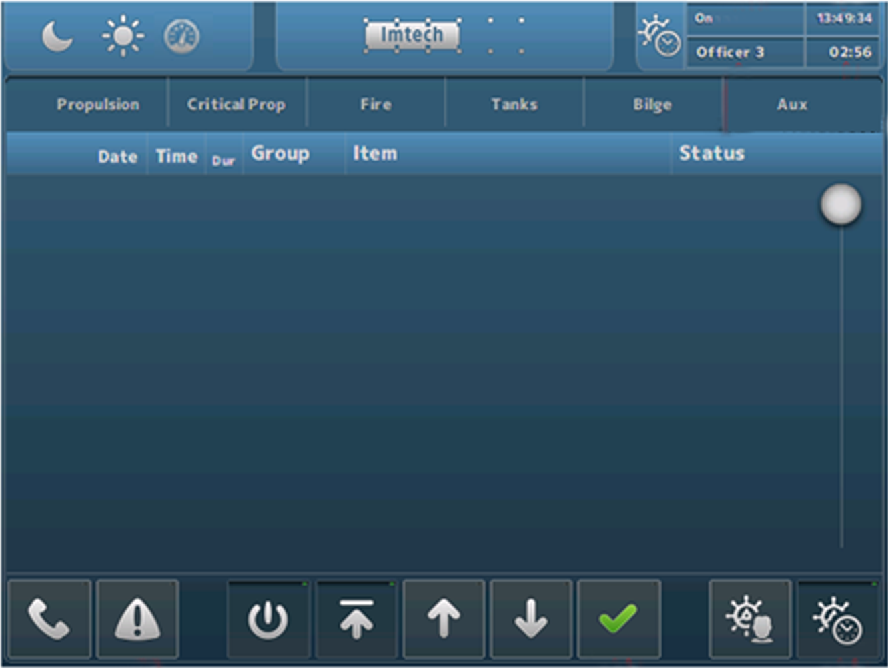 Imtech
On 13:49:34
Officer 3 02:56
Propulsion Critical Prop Fire Tanks Bilge Aux
Date Time Dur Group Item Status